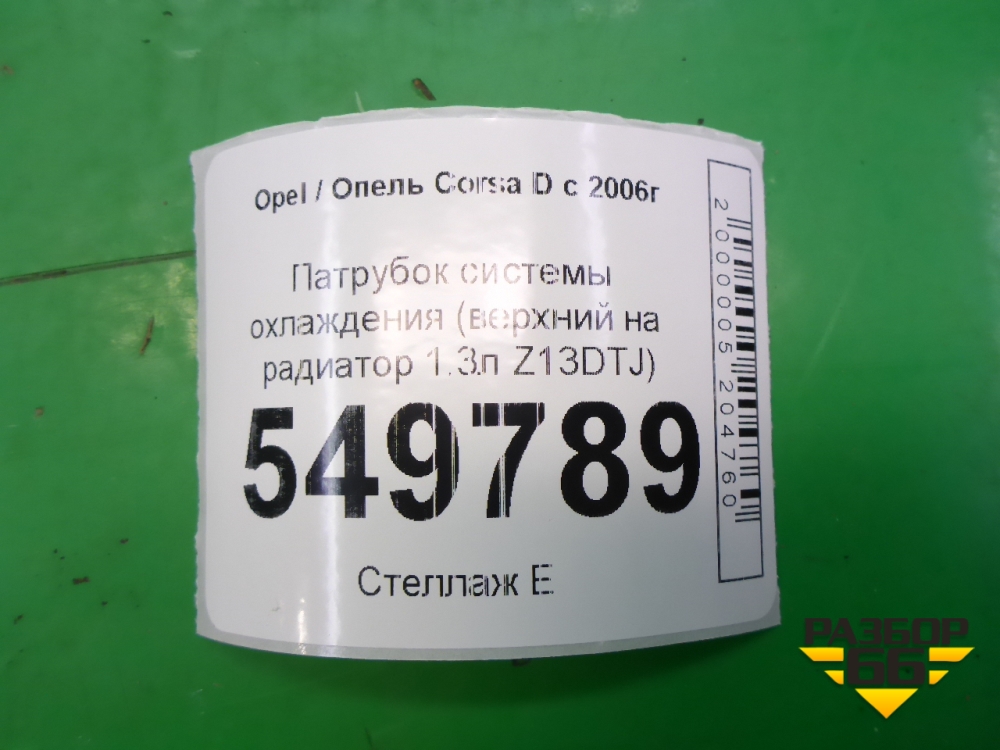 Opel / Опель Corsa D с 2006г
Патрубок системы
охлаждения (верхний на
радиатор 1.3л Z13DTJ)
549789
Стеллаж Е
2000005204760
РАЗБОР
66